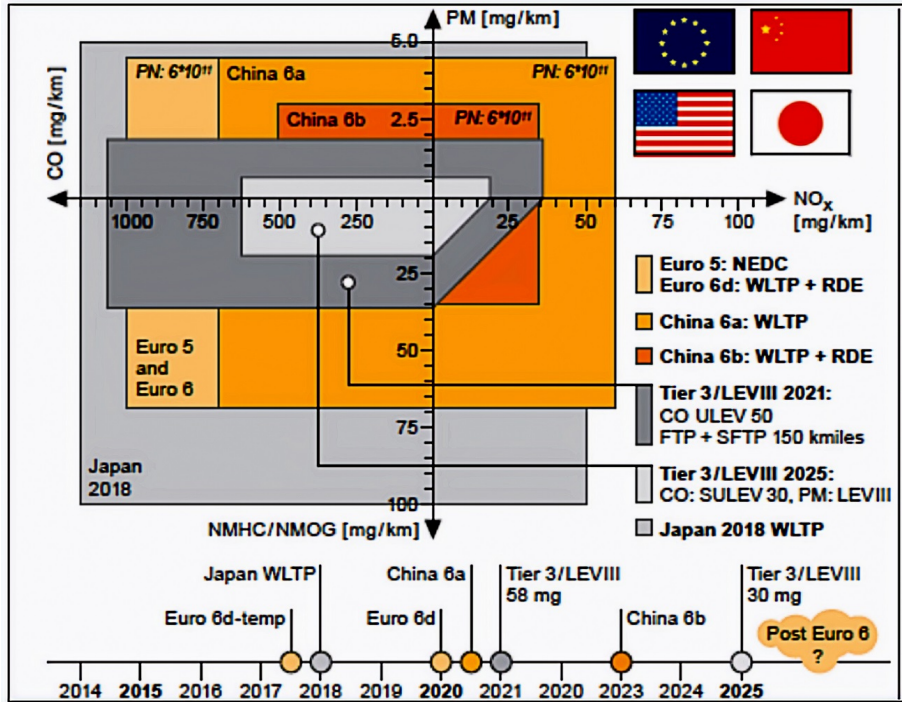 PM [mg/km]
5.0
PN: 6*10¹¹
China 6a
PN: 6*10¹¹
China 6b
2.5
PN: 6*10¹¹
CO [mg/km]
NOx
[mg/km]
1000 750 500 250 25 50 75 100
25
50
75
100
Euro 5
and
Euro 6
Japan
2018
NMHC/NMOG [mg/km]
Euro 5: NEDC
Euro 6d: WLTP + RDE
China 6a: WLTP
China 6b: WLTP + RDE
Tier 3/LEVIII 2021:
CO ULEV 50
FTP + SFTP 150 kmiles
Tier 3/LEVIII 2025:
CO: SULEV 30, PM: LEVIII
Japan 2018 WLTP
Japan WLTP
China 6a
Tier 3/LEVIII
58 mg
Tier 3/LEVIII
30 mg
Euro 6d-temp
Euro 6d
China 6b
Post Euro 6
?
2014 2015 2016 2017 2018 2019 2020 2021 2020 2023 2024 2025